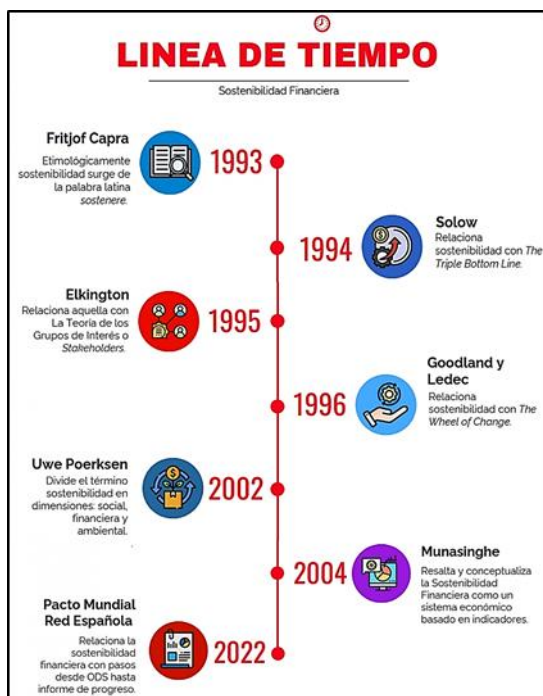 LINEA DE TIEMPO
Sostenibilidad Financiera
Fritjof Capra
Etimológicamente
sostenibilidad surge de
la palabra latina
sostenere.
1993
1994
Solow
Relaciona
sostenibilidad con The
Triple Bottom Line.
Elkington
Relaciona aquella con
La Teoría de los
Grupos de Interés o
Stakeholders.
1995
1996
Goodland y
Ledec
Relaciona
sostenibilidad con The
Wheel of Change.
Uwe Poerksen
Divide el término
sostenibilidad en
dimensiones: social,
financiera y
ambiental.
2002
2004
Munasinghe
Resalta y conceptualiza
la Sostenibilidad
Financiera como un
sistema económico
basado en indicadores.
Pacto Mundial
Red Española
Relaciona la
sostenibilidad
financiera con pasos
desde ODS hasta
informe de progreso.
2022